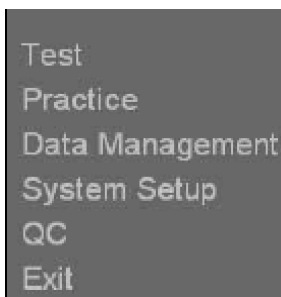 Test
Practice
Data Management
System Setup
QC
Exit